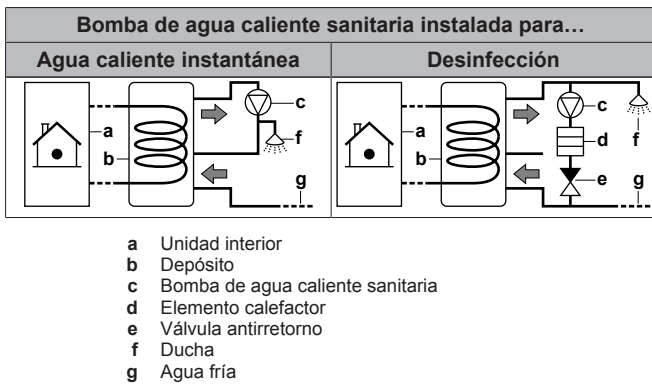 Bomba de agua caliente sanitaria instalada para…
Agua caliente instantánea Desinfección
a
b
c
f
g
a
b
c
d
e
f
g
a Unidad interior
b Depósito
c Bomba de agua caliente sanitaria
d Elemento calefactor
e Válvula antirretorno
f Ducha
g Agua fría